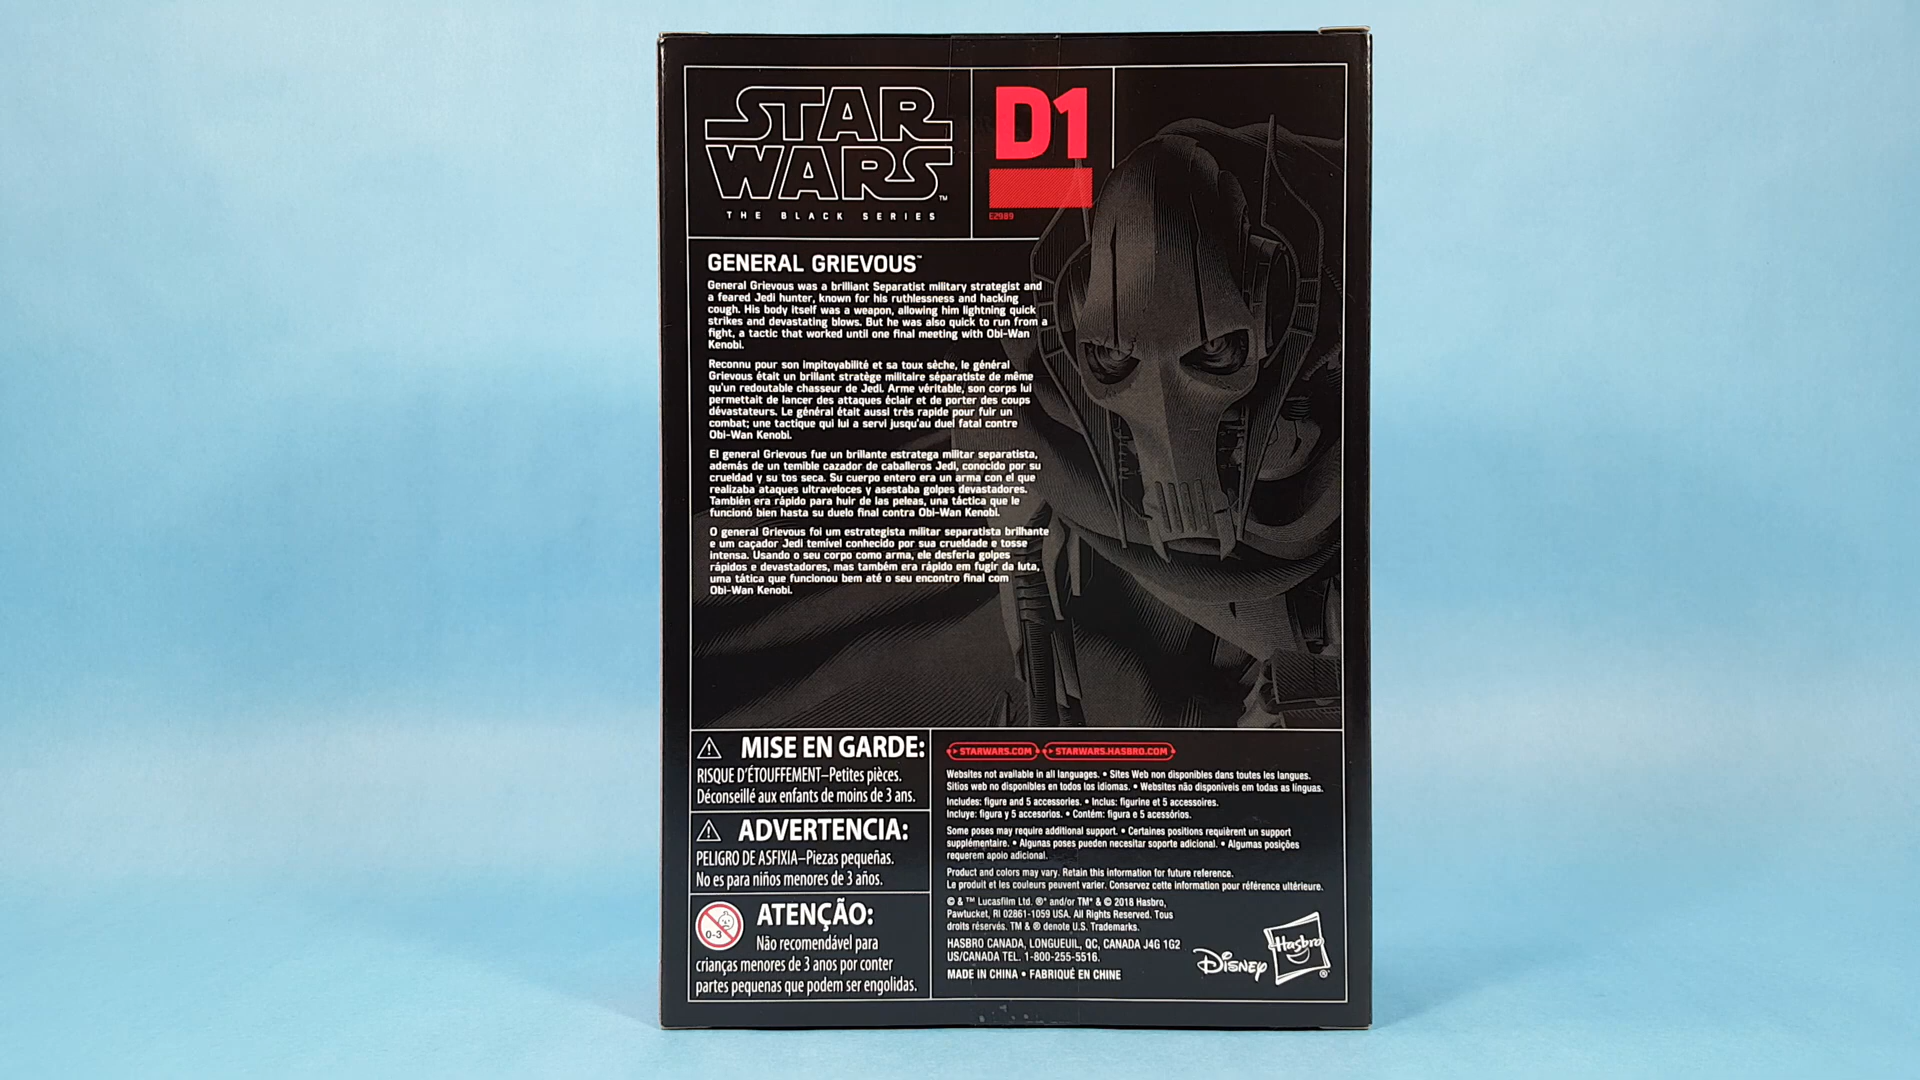 STAR
WARS™
THE BLACK SERIES
D1
E2989
GENERAL GRIEVOUS™
General Grievous was a brilliant Separatist military strategist and
a feared Jedi hunter, known for his ruthlessness and hacking
cough. His body itself was a weapon, allowing him lightning quick
strikes and devastating blows. But he was also quick to run from a
fight, a tactic that worked until one final meeting with Obi-Wan
Kenobi.
Reconnu pour son impitoyabilité et sa toux sèche, le général
Grievous était un brillant stratège militaire séparatiste de même
qu'un redoutable chasseur de Jedi. Arme véritable, son corps lui
permettait de lancer des attaques éclair et de porter des coups
dévastateurs. Le général était aussi très rapide pour fuir un
combat; une tactique qui lui a servi jusqu'au duel fatal contre
Obi-Wan Kenobi.
El general Grievous fue un brillante estratega militar separatista,
además de un temible cazador de caballeros Jedi, conocido por su
crueldad y su tos seca. Su cuerpo entero era un arma con el que
realizaba ataques ultraveloces y asestaba golpes devastadores.
También era rápido para huir de las peleas, una táctica que le
funcionó bien hasta su duelo final contra Obi-Wan Kenobi.
O general Grievous foi um estrategista militar separatista brilhante
e um caçador Jedi temível conhecido por sua crueldade e tosse
intensa. Usando o seu corpo como arma, ele desferia golpes
rápidos e devastadores, mas também era rápido em fugir da luta,
uma tática que funcionou bem até o seu encontro final com
Obi-Wan Kenobi.
MISE EN GARDE:
RISQUE D'ÉTOUFFEMENT–Petites pièces.
Déconseillé aux enfants de moins de 3 ans.
ADVERTENCIA:
PELIGRO DE ASFIXIA–Piezas pequeñas.
No es para niños menores de 3 años.
0-3
ATENÇÃO:
Não recomendável para
crianças menores de 3 anos por conter
partes pequenas que podem ser engolidas.
STARWARS.COM STARWARS.HASBRO.COM
Websites not available in all languages. • Sites Web non disponibles dans toutes les langues.
Sitios web no disponibles en todos los idiomas. • Websites não disponíveis em todas as línguas.
Includes: figure and 5 accessories. • Inclus: figurine et 5 accessoires.
Incluye: figura y 5 accesorios. • Contém: figura e 5 acessórios.
Some poses may require additional support. • Certaines positions requièrent un support
supplémentaire. • Algunas poses pueden necesitar soporte adicional. • Algumas posições
requerem apoio adicional.
Product and colors may vary. Retain this information for future reference.
Le produit et les couleurs peuvent varier. Conservez cette information pour référence ultérieure.
© & ™ Lucasfilm Ltd. ®* and/or TM* & © 2018 Hasbro,
Pawtucket, RI 02861-1059 USA. All Rights Reserved. Tous
droits réservés. TM & ® denote U.S. Trademarks.
HASBRO CANADA, LONGUEUIL, QC, CANADA J4G 1G2
US/CANADA TEL. 1-800-255-5516.
MADE IN CHINA • FABRIQUÉ EN CHINE
Disney
Hasbro®